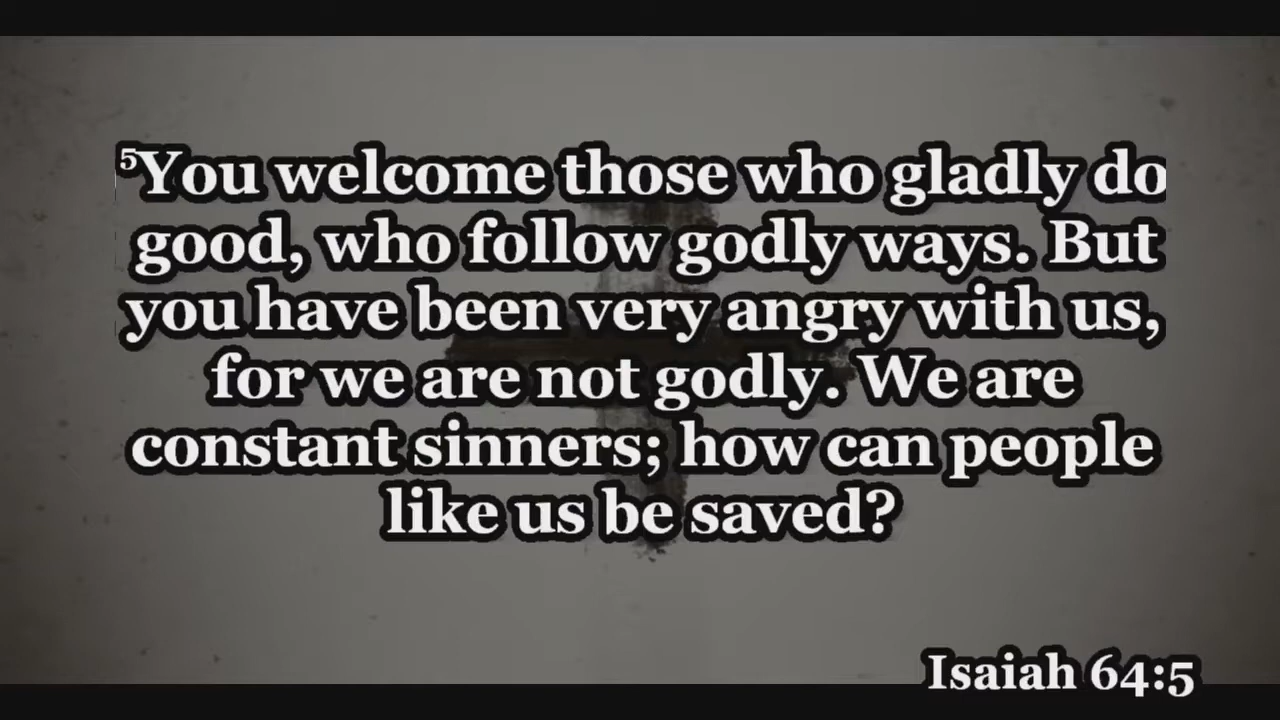 ⁵You welcome those who gladly do
good, who follow godly ways. But
you have been very angry with us,
for we are not godly. We are
constant sinners; how can people
like us be saved?
Isaiah 64:5